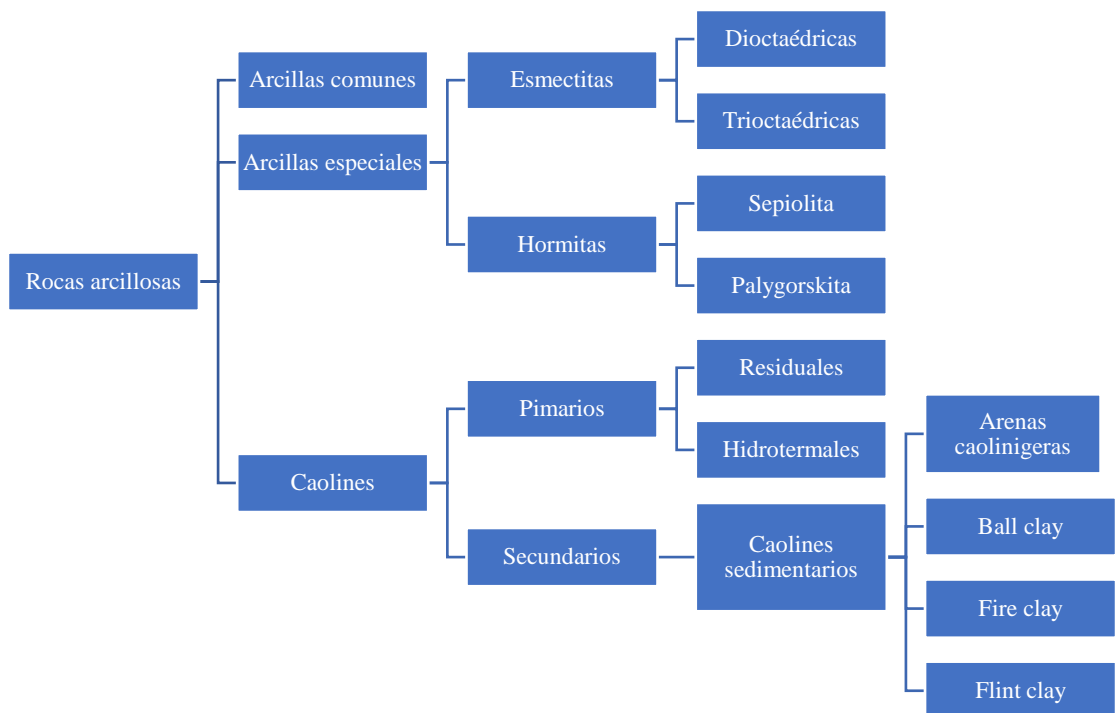 Rocas arcillosas
Arcillas comunes
Arcillas especiales
Esmectitas
Dioctaédricas
Trioctaédricas
Hormitas
Sepiolita
Palygorskita
Caolines
Pimarios
Residuales
Hidrotermales
Secundarios
Caolines
sedimentarios
Arenas
caolinigeras
Ball clay
Fire clay
Flint clay